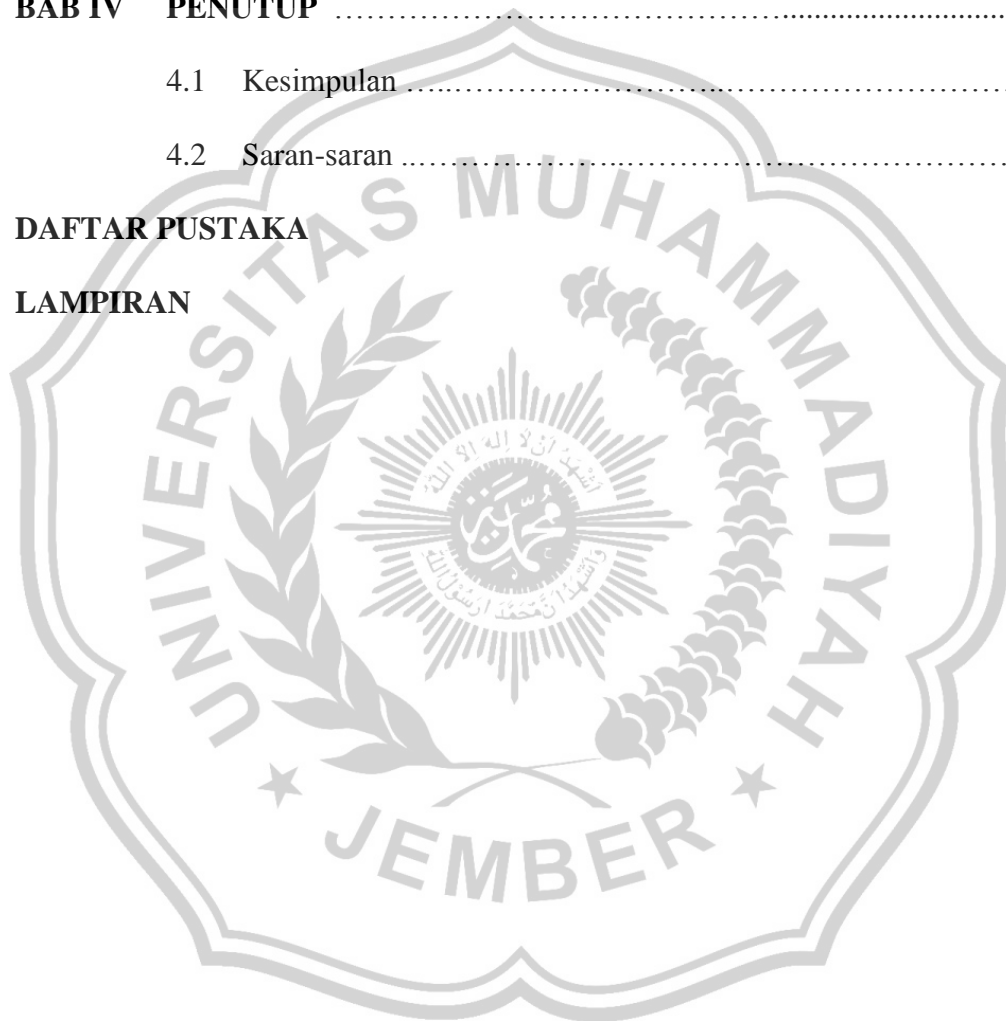 BAB IV PENUTUP ……………………………………………..............................
4.1 Kesimpulan …..……………………...…………………………
4.2 Saran-saran ..………………..…………………………………
DAFTAR PUSTAKA
LAMPIRAN
UNIVERSITAS MUHAMMADIYAH
JEMBER